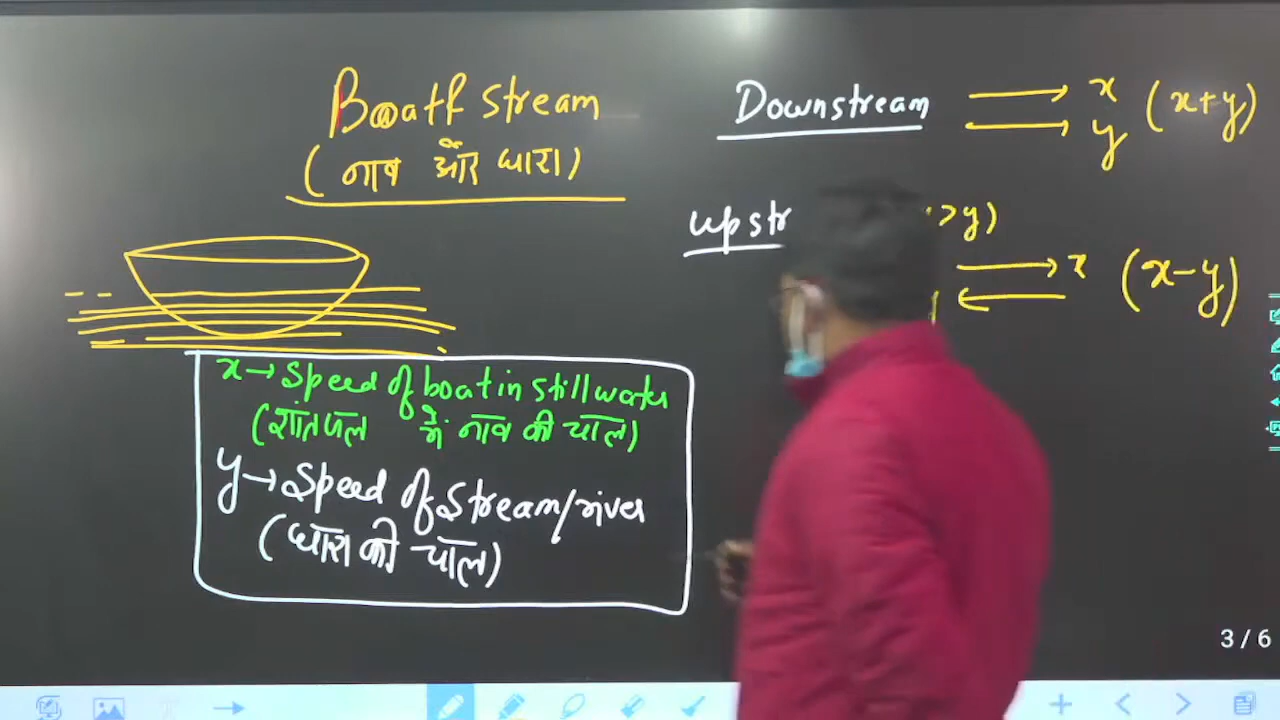 Boat & Stream
(नाव और धारा)
x → Speed of boat in still water
(शांत जल में नाव की चाल)
y → Speed of Stream/river
(धारा की चाल)
Downstream → x (x+y)
→ y
upstr > y)
→ x (x-y)
←
3 / 6